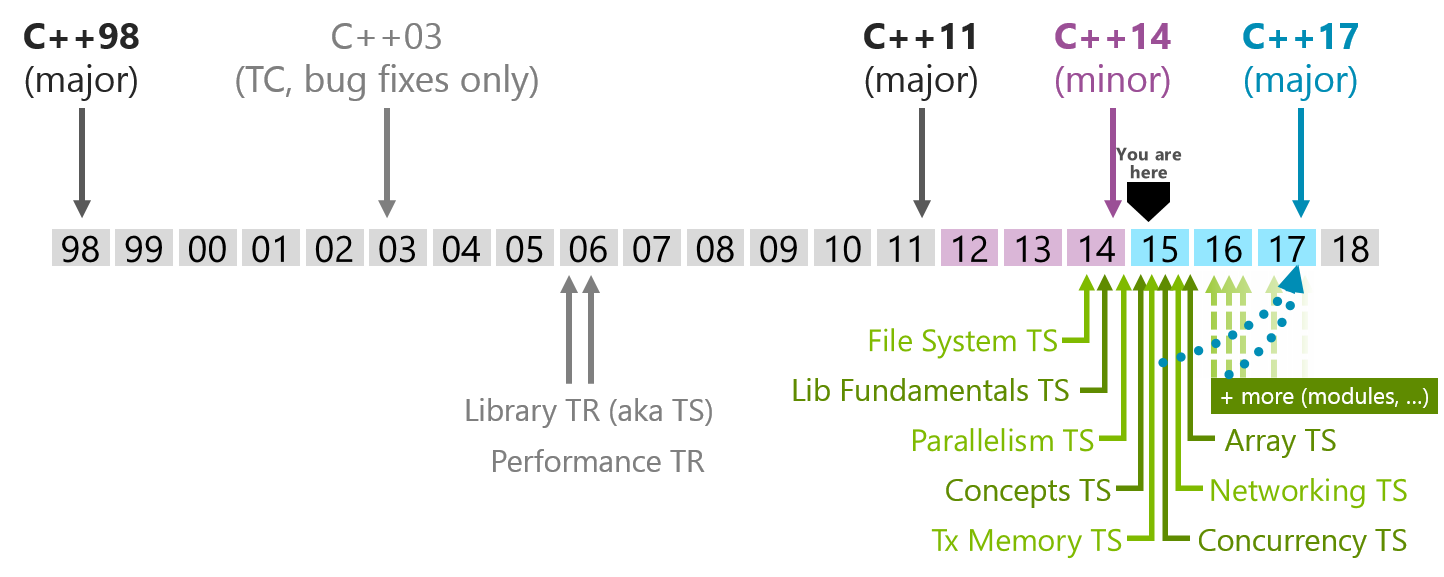 C++98
(major)
C++03
(TC, bug fixes only)
C++11
(major)
C++14
(minor)
C++17
(major)
You are
here
98 99 00 01 02 03 04 05 06 07 08 09 10 11 12 13 14 15 16 17 18
File System TS
Lib Fundamentals TS
+ more (modules, ...)
Library TR (aka TS)
Parallelism TS
Array TS
Performance TR
Concepts TS
Networking TS
Tx Memory TS
Concurrency TS